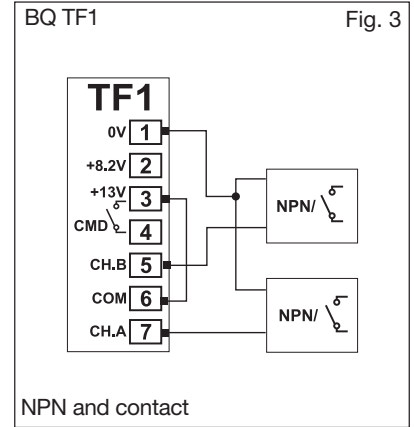 BQ TF1 Fig. 3
TF1
0V 1
+8.2V 2
+13V 3
CMD 4
CH.B 5
COM 6
CH.A 7
NPN/
NPN/
NPN and contact